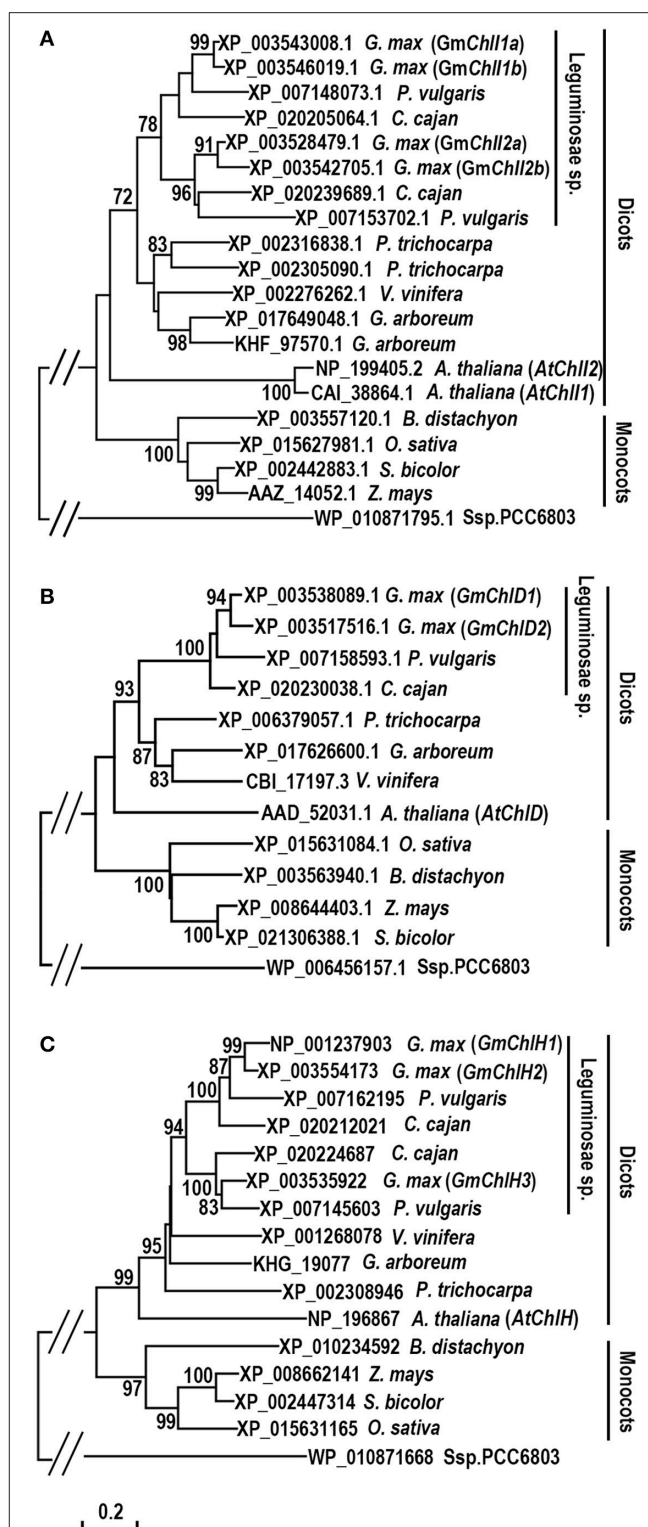 A
99 XP_003543008.1 G. max (GmChlI1a)
XP_003546019.1 G. max (GmChlI1b)
XP_007148073.1 P. vulgaris
78 XP_020205064.1 C. cajan
91 XP_003528479.1 G. max (GmChlI2a)
XP_003542705.1 G. max (GmChlI2b)
72 96 XP_020239689.1 C. cajan
XP_007153702.1 P. vulgaris
83 XP_002316838.1 P. trichocarpa
XP_002305090.1 P. trichocarpa
XP_002276262.1 V. vinifera
XP_017649048.1 G. arboreum
98 KHF_97570.1 G. arboreum
NP_199405.2 A. thaliana (AtChlI2)
100 CAI_38864.1 A. thaliana (AtChlI1)
XP_003557120.1 B. distachyon
100 XP_015627981.1 O. sativa
XP_002442883.1 S. bicolor
99 AAZ_14052.1 Z. mays
WP_010871795.1 Ssp.PCC6803
Leguminosae sp.
Dicots
Monocots
B
94 XP_003538089.1 G. max (GmChlD1)
XP_003517516.1 G. max (GmChlD2)
100 XP_007158593.1 P. vulgaris
93 XP_020230038.1 C. cajan
XP_006379057.1 P. trichocarpa
87 XP_017626600.1 G. arboreum
83 CBI_17197.3 V. vinifera
AAD_52031.1 A. thaliana (AtChlD)
XP_015631084.1 O. sativa
100 XP_003563940.1 B. distachyon
XP_008644403.1 Z. mays
100 XP_021306388.1 S. bicolor
WP_006456157.1 Ssp.PCC6803
Leguminosae sp.
Dicots
Monocots
C
99 NP_001237903 G. max (GmChlH1)
87 XP_003554173 G. max (GmChlH2)
100 XP_007162195 P. vulgaris
XP_020212021 C. cajan
94 XP_020224687 C. cajan
100 XP_003535922 G. max (GmChlH3)
83 XP_007145603 P. vulgaris
XP_001268078 V. vinifera
95 KHG_19077 G. arboreum
99 XP_002308946 P. trichocarpa
NP_196867 A. thaliana (AtChlH)
XP_010234592 B. distachyon
97 100 XP_008662141 Z. mays
XP_002447314 S. bicolor
99 XP_015631165 O. sativa
WP_010871668 Ssp.PCC6803
Leguminosae sp.
Dicots
Monocots
0.2